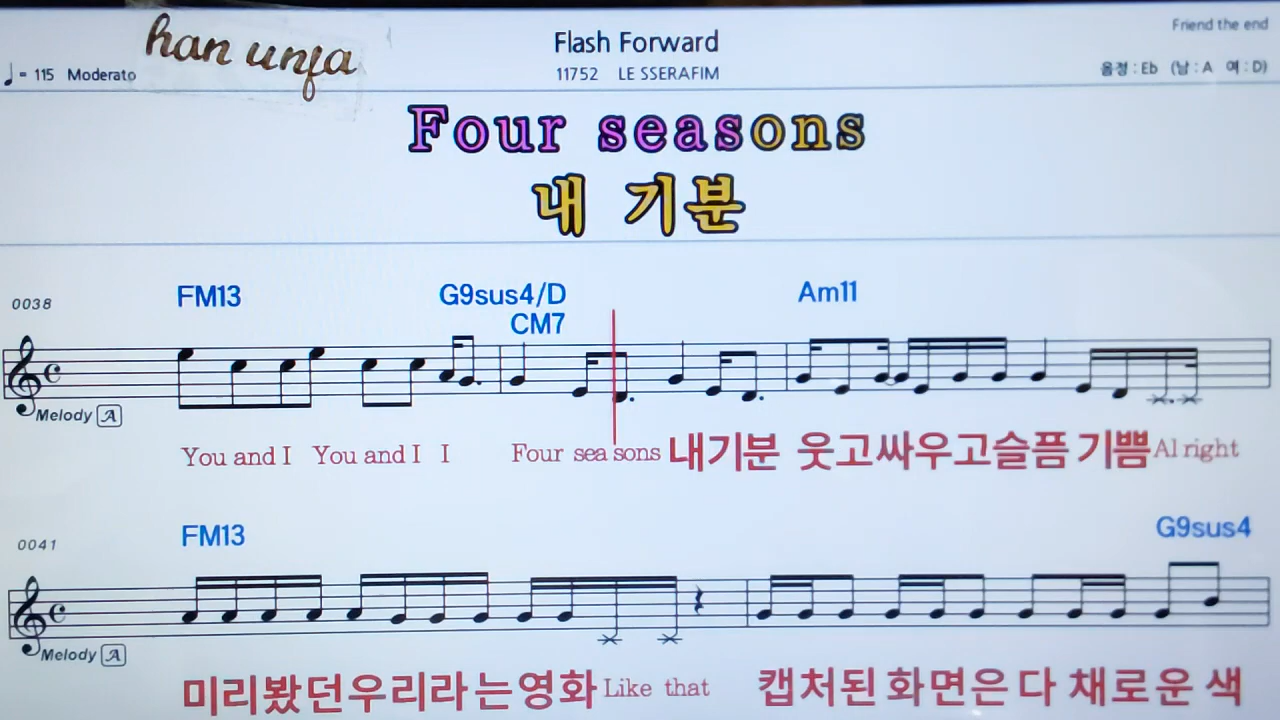 han unja
Flash Forward
Friend the end
♩= 115 Moderato
11752 LE SSERAFIM
음정 : Eb (남 : A 여 : D)
Four seasons
내 기분
0038
FM13
G9sus4/D
CM7
Am11
Melody A
You and I You and I I Four sea sons 내기분 웃고싸우고슬픔 기쁨 Al right
0041
FM13
G9sus4
Melody A
미리봤던우리라는영화 Like that 캡처된 화면은 다 채로운 색